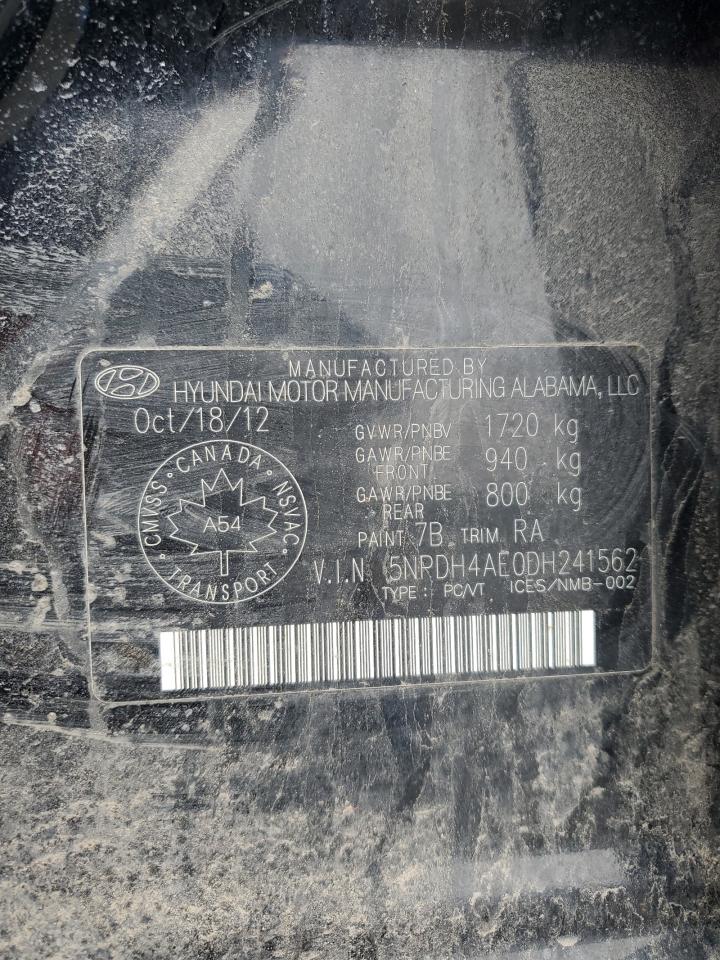 MANUFACTURED BY
HYUNDAI MOTOR MANUFACTURING ALABAMA, LLC
Oct/18/12
GVWR/PNBV 1720 kg
GAWR/PNBE FRONT 940 kg
GAWR/PNBE REAR 800 kg
PAINT 7B TRIM RA
CMVSS • CANADA • NSVAC • TRANSPORT •
A54
V.I.N 5NPDH4AE0DH241562
TYPE : PC/VT ICES/NMB-002